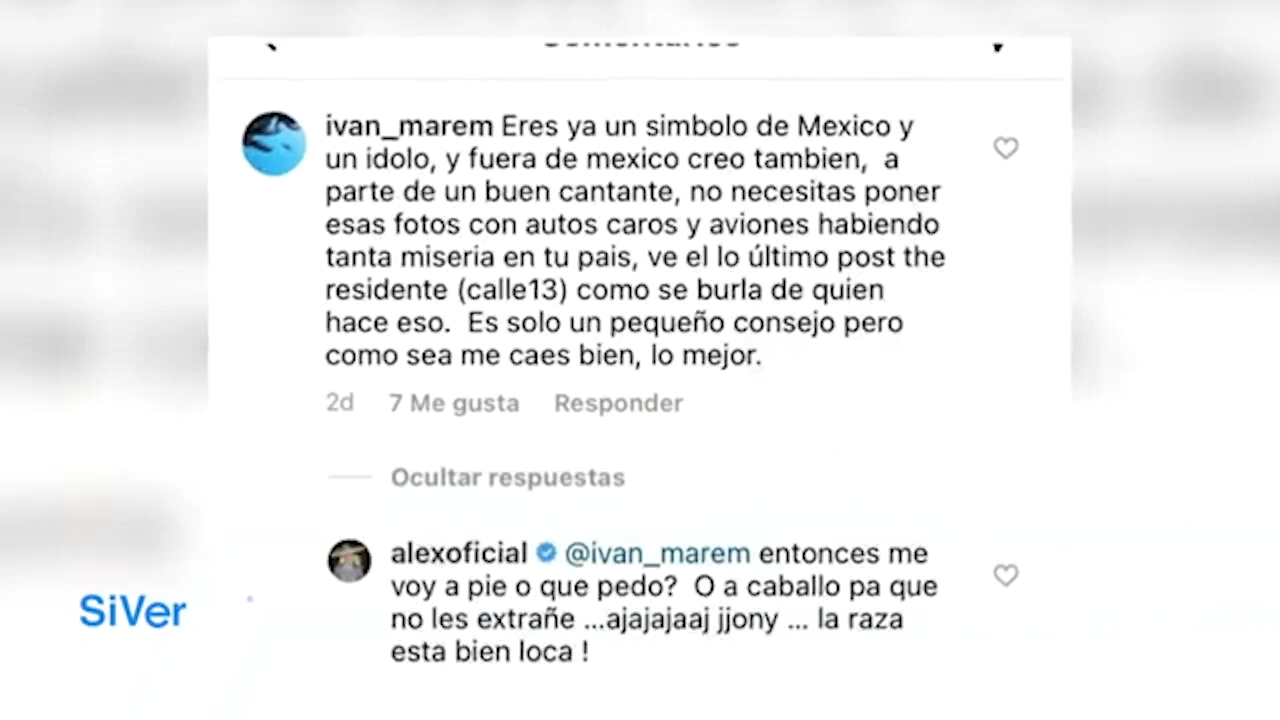 ivan_marem Eres ya un simbolo de Mexico y
un idolo, y fuera de mexico creo tambien, a
parte de un buen cantante, no necesitas poner
esas fotos con autos caros y aviones habiendo
tanta miseria en tu pais, ve el lo último post the
residente (calle13) como se burla de quien
hace eso. Es solo un pequeño consejo pero
como sea me caes bien, lo mejor.
2d 7 Me gusta Responder
Ocultar respuestas
alexoficial @ivan_marem entonces me
voy a pie o que pedo? O a caballo pa que
no les extrañe ...ajajajaaj jjony ... la raza
esta bien loca !
SiVer